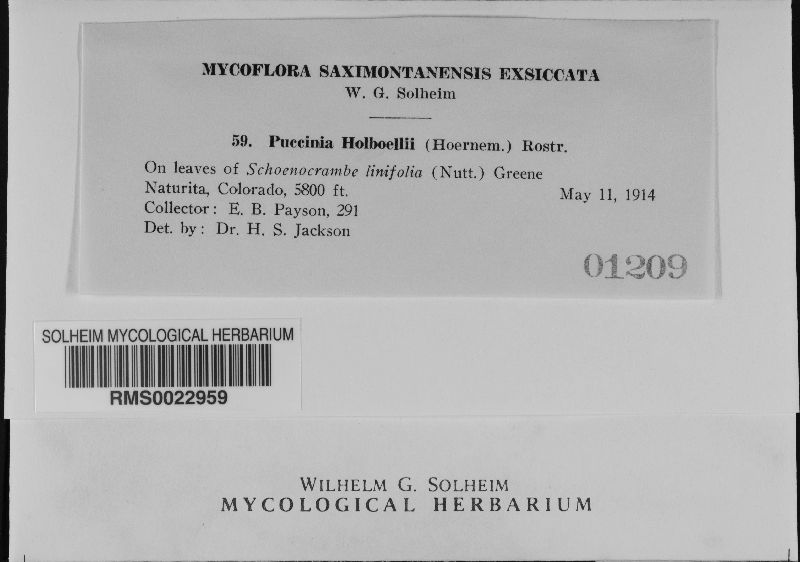 MYCOFLORA SAXIMONTANENSIS EXSICCATA
W. G. Solheim
59. Puccinia Holboellii (Hoernem.) Rostr.
On leaves of Schoenocrambe linifolia (Nutt.) Greene
Naturita, Colorado, 5800 ft.
May 11, 1914
Collector: E. B. Payson, 291
Det. by: Dr. H. S. Jackson
01209
SOLHEIM MYCOLOGICAL HERBARIUM
RMS0022959
WILHELM G. SOLHEIM
MYCOLOGICAL HERBARIUM